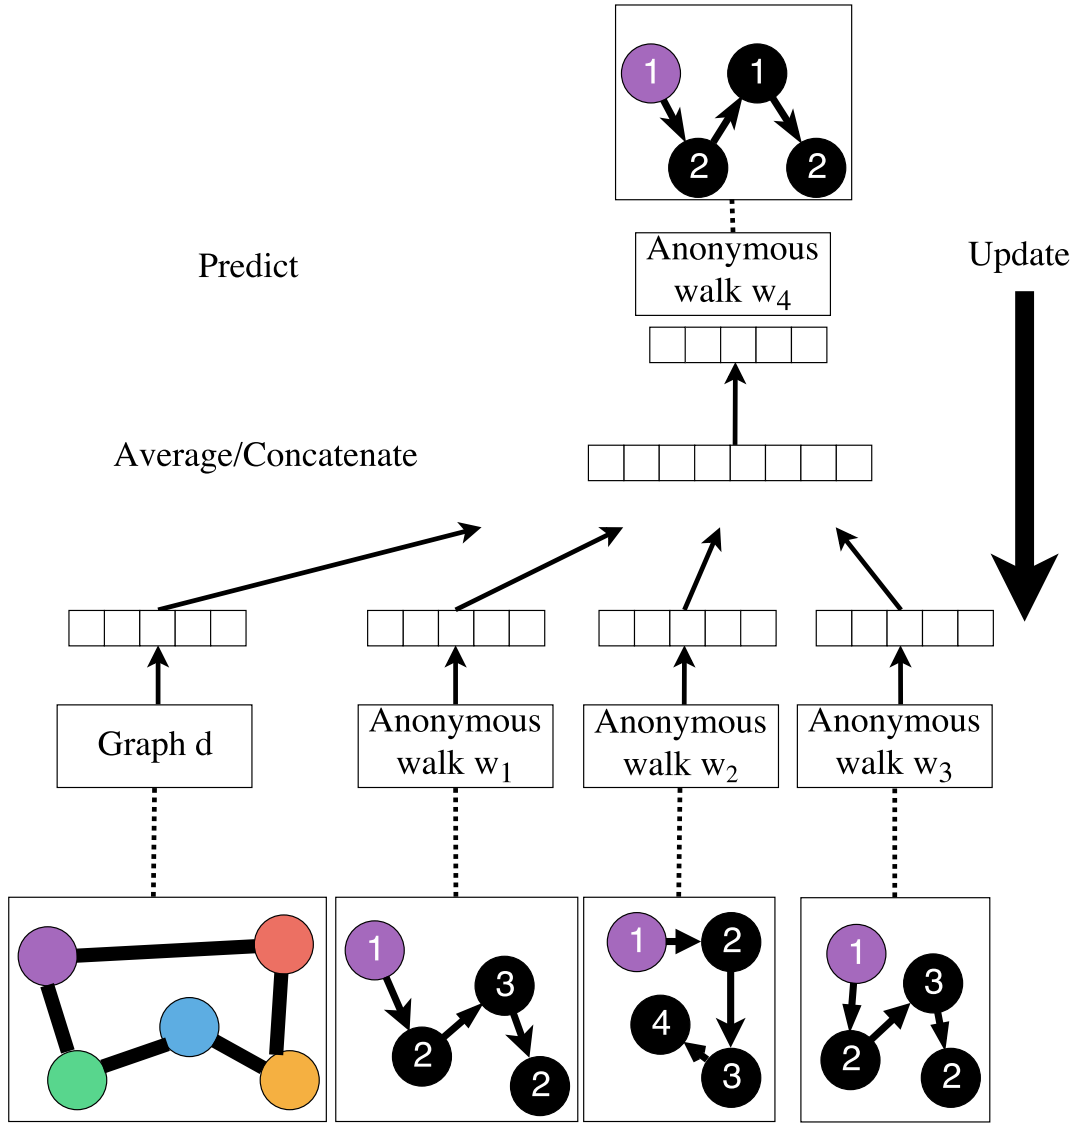 1
1
2
2
Anonymous
walk w4
Predict
Update
Average/Concatenate
Graph d
Anonymous
walk w1
Anonymous
walk w2
Anonymous
walk w3
1
3
2
2
1
2
4
3
1
3
2
2